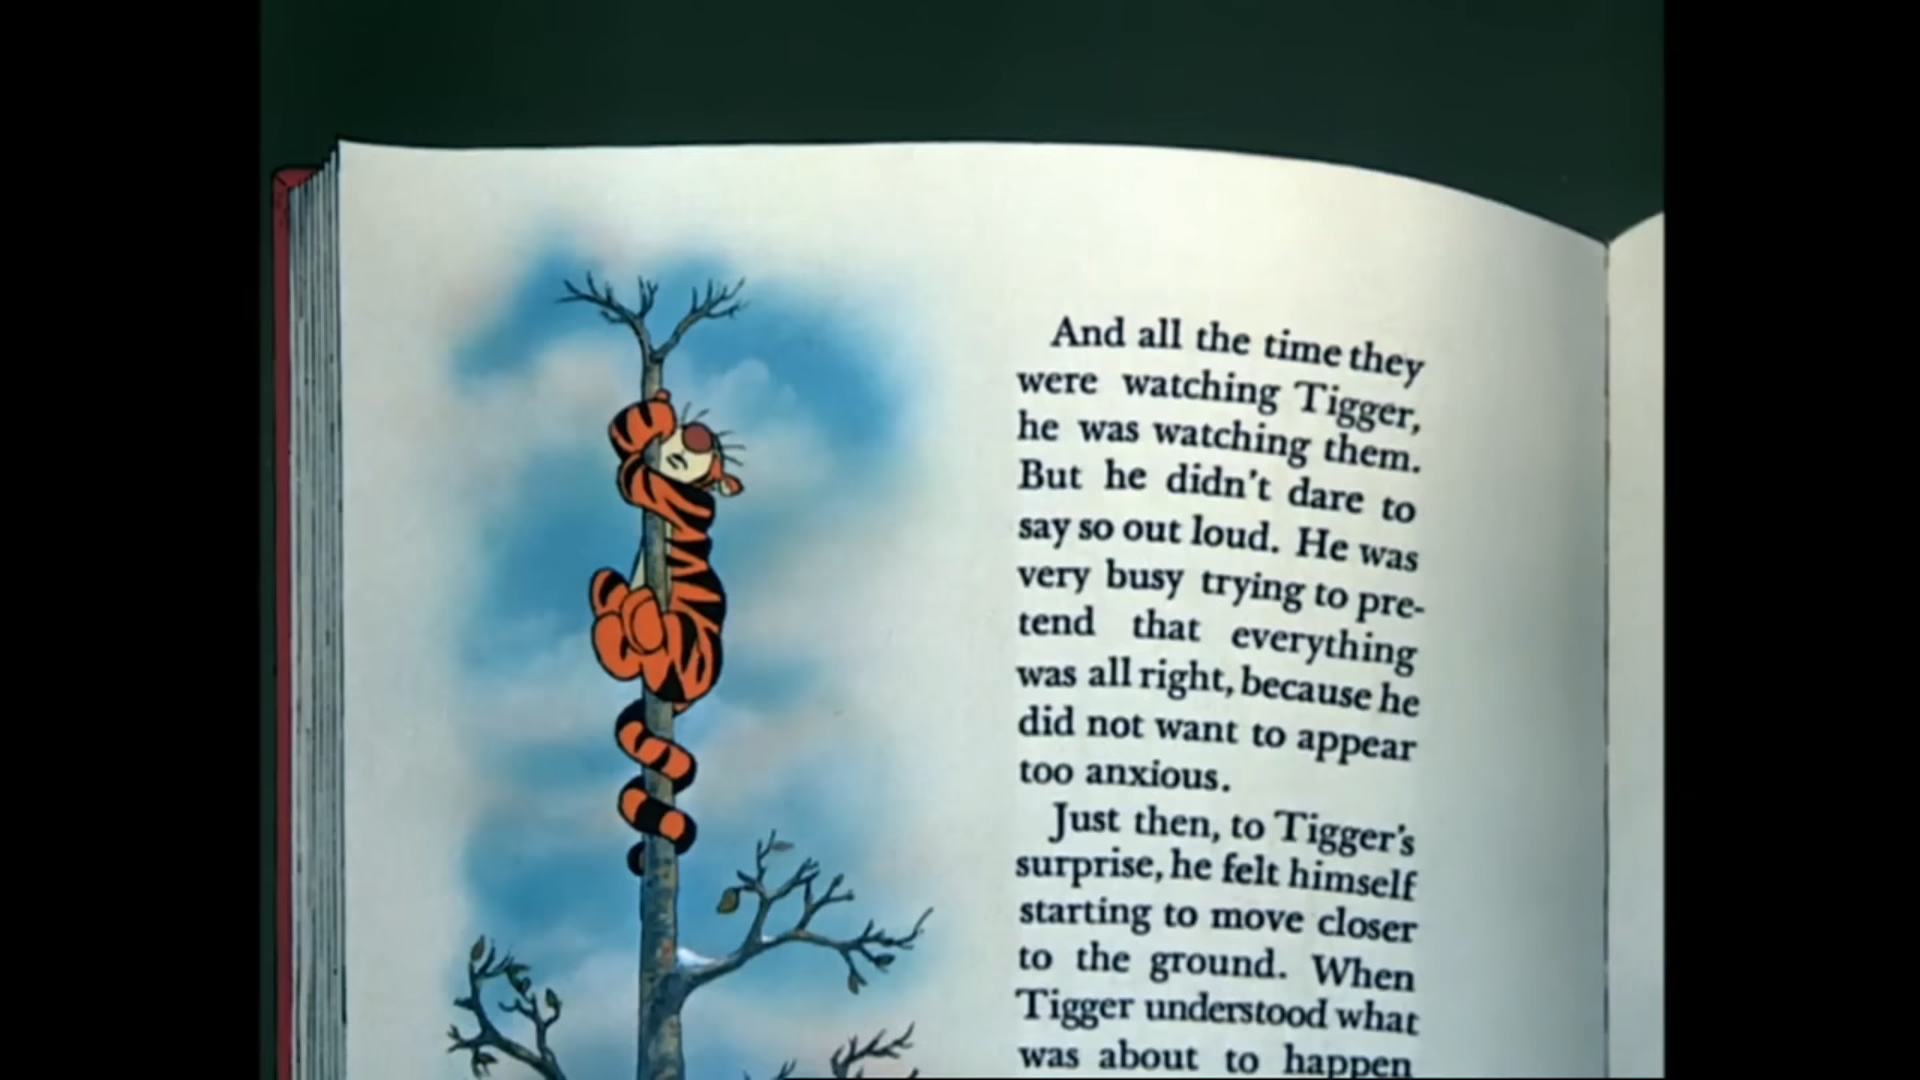 And all the time they
were watching Tigger,
he was watching them.
But he didn't dare to
say so out loud. He was
very busy trying to pre-
tend that everything
was all right, because he
did not want to appear
too anxious.
Just then, to Tigger's
surprise, he felt himself
starting to move closer
to the ground. When
Tigger understood what
was about to happen